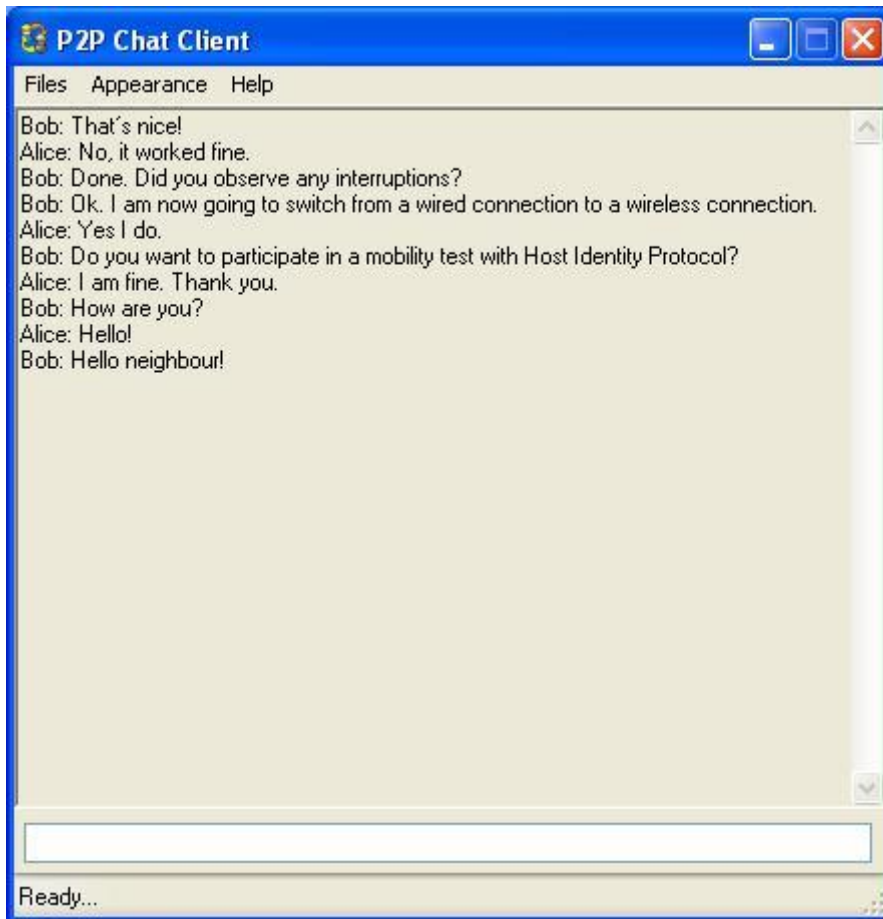 P2P Chat Client
Files Appearance Help
Bob: That´s nice!
Alice: No, it worked fine.
Bob: Done. Did you observe any interruptions?
Bob: Ok. I am now going to switch from a wired connection to a wireless connection.
Alice: Yes I do.
Bob: Do you want to participate in a mobility test with Host Identity Protocol?
Alice: I am fine. Thank you.
Bob: How are you?
Alice: Hello!
Bob: Hello neighbour!
Ready...